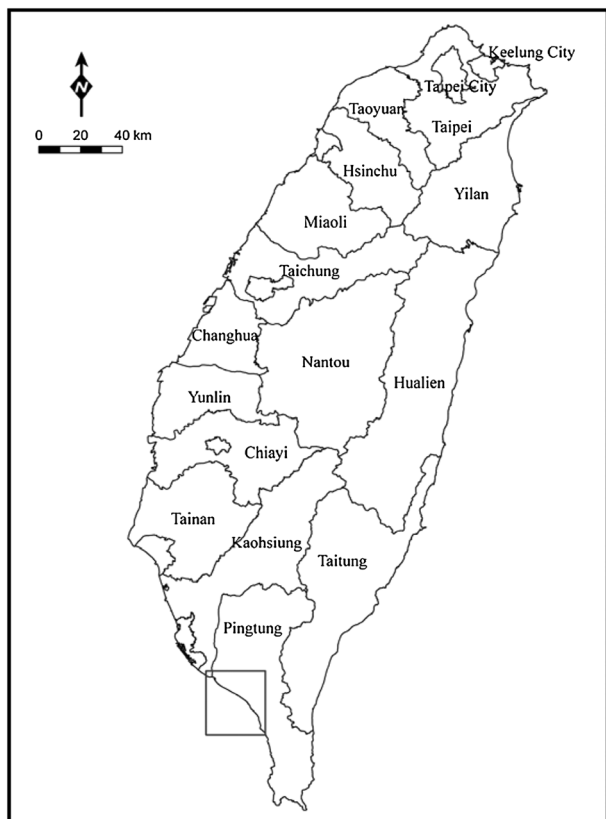 Keelung City
Taipei City
Taoyuan
Taipei
N
0 20 40 km
Hsinchu
Yilan
Miaoli
Taichung
Changhua
Nantou
Hualien
Yunlin
Chiayi
Tainan
Kaohsiung
Taitung
Pingtung